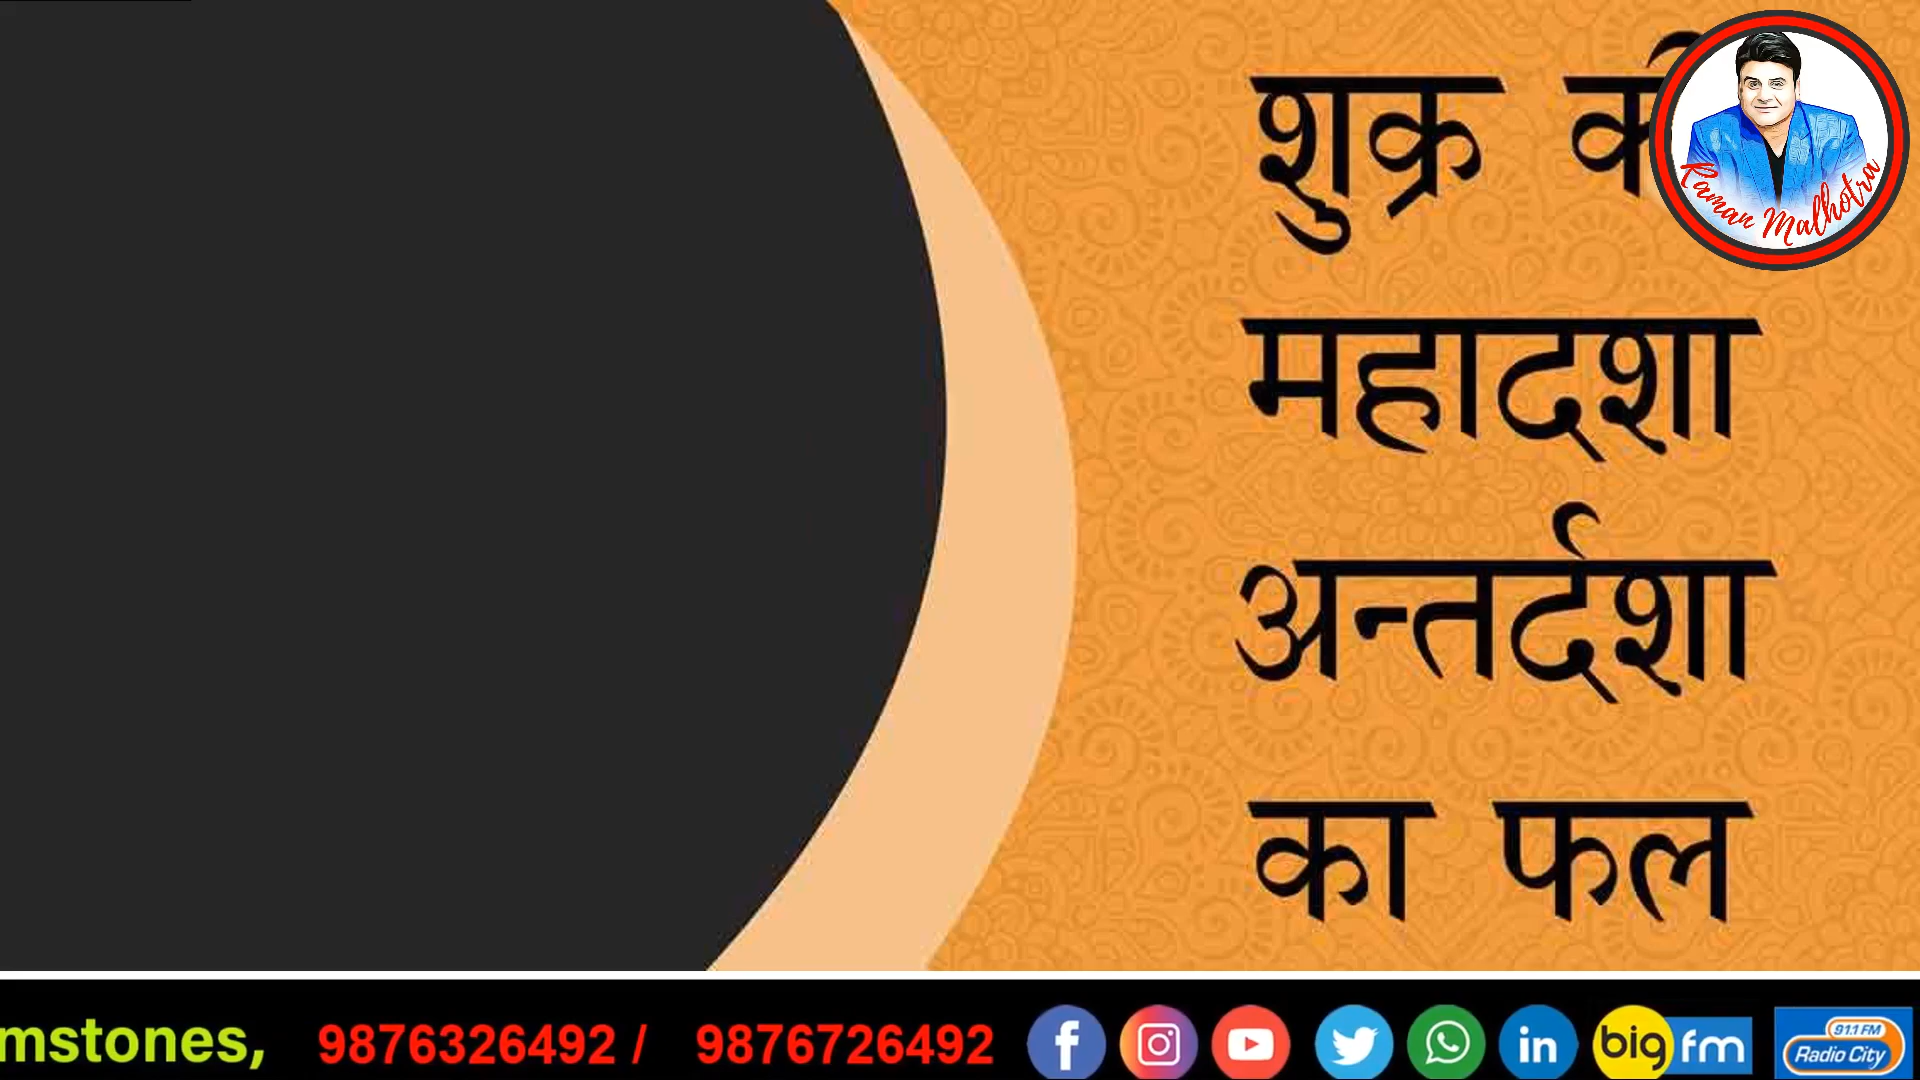 शुक्र की
महादशा
अन्तर्दशा
का फल
Raman Malhotra
mstones, 9876326492 / 9876726492
big fm
91.1 FM
Radio City